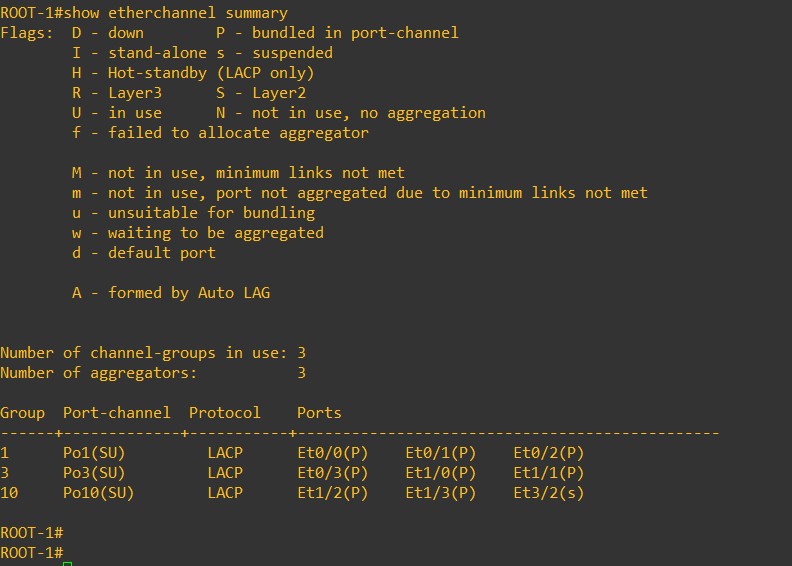 ROOT-1#show etherchannel summary
Flags:  D - down        P - bundled in port-channel
        I - stand-alone s - suspended
        H - Hot-standby (LACP only)
        R - Layer3      S - Layer2
        U - in use      N - not in use, no aggregation
        f - failed to allocate aggregator

        M - not in use, minimum links not met
        m - not in use, port not aggregated due to minimum links not met
        u - unsuitable for bundling
        w - waiting to be aggregated
        d - default port

        A - formed by Auto LAG


Number of channel-groups in use: 3
Number of aggregators:           3

Group  Port-channel  Protocol    Ports
------+-------------+-----------+-----------------------------------------------
1      Po1(SU)         LACP      Et0/0(P)    Et0/1(P)    Et0/2(P)
3      Po3(SU)         LACP      Et0/3(P)    Et1/0(P)    Et1/1(P)
10     Po10(SU)        LACP      Et1/2(P)    Et1/3(P)    Et3/2(s)

ROOT-1#
ROOT-1#